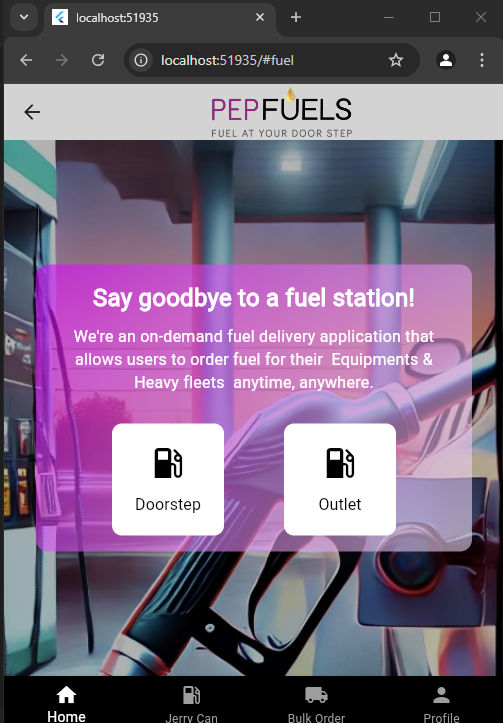 localhost:51935
localhost:51935/#fuel
PEPFUELS
FUEL AT YOUR DOOR STEP
Say goodbye to a fuel station!
We're an on-demand fuel delivery application that
allows users to order fuel for their  Equipments &
Heavy fleets  anytime, anywhere.
Doorstep
Outlet
Home
Jerry Can
Bulk Order
Profile